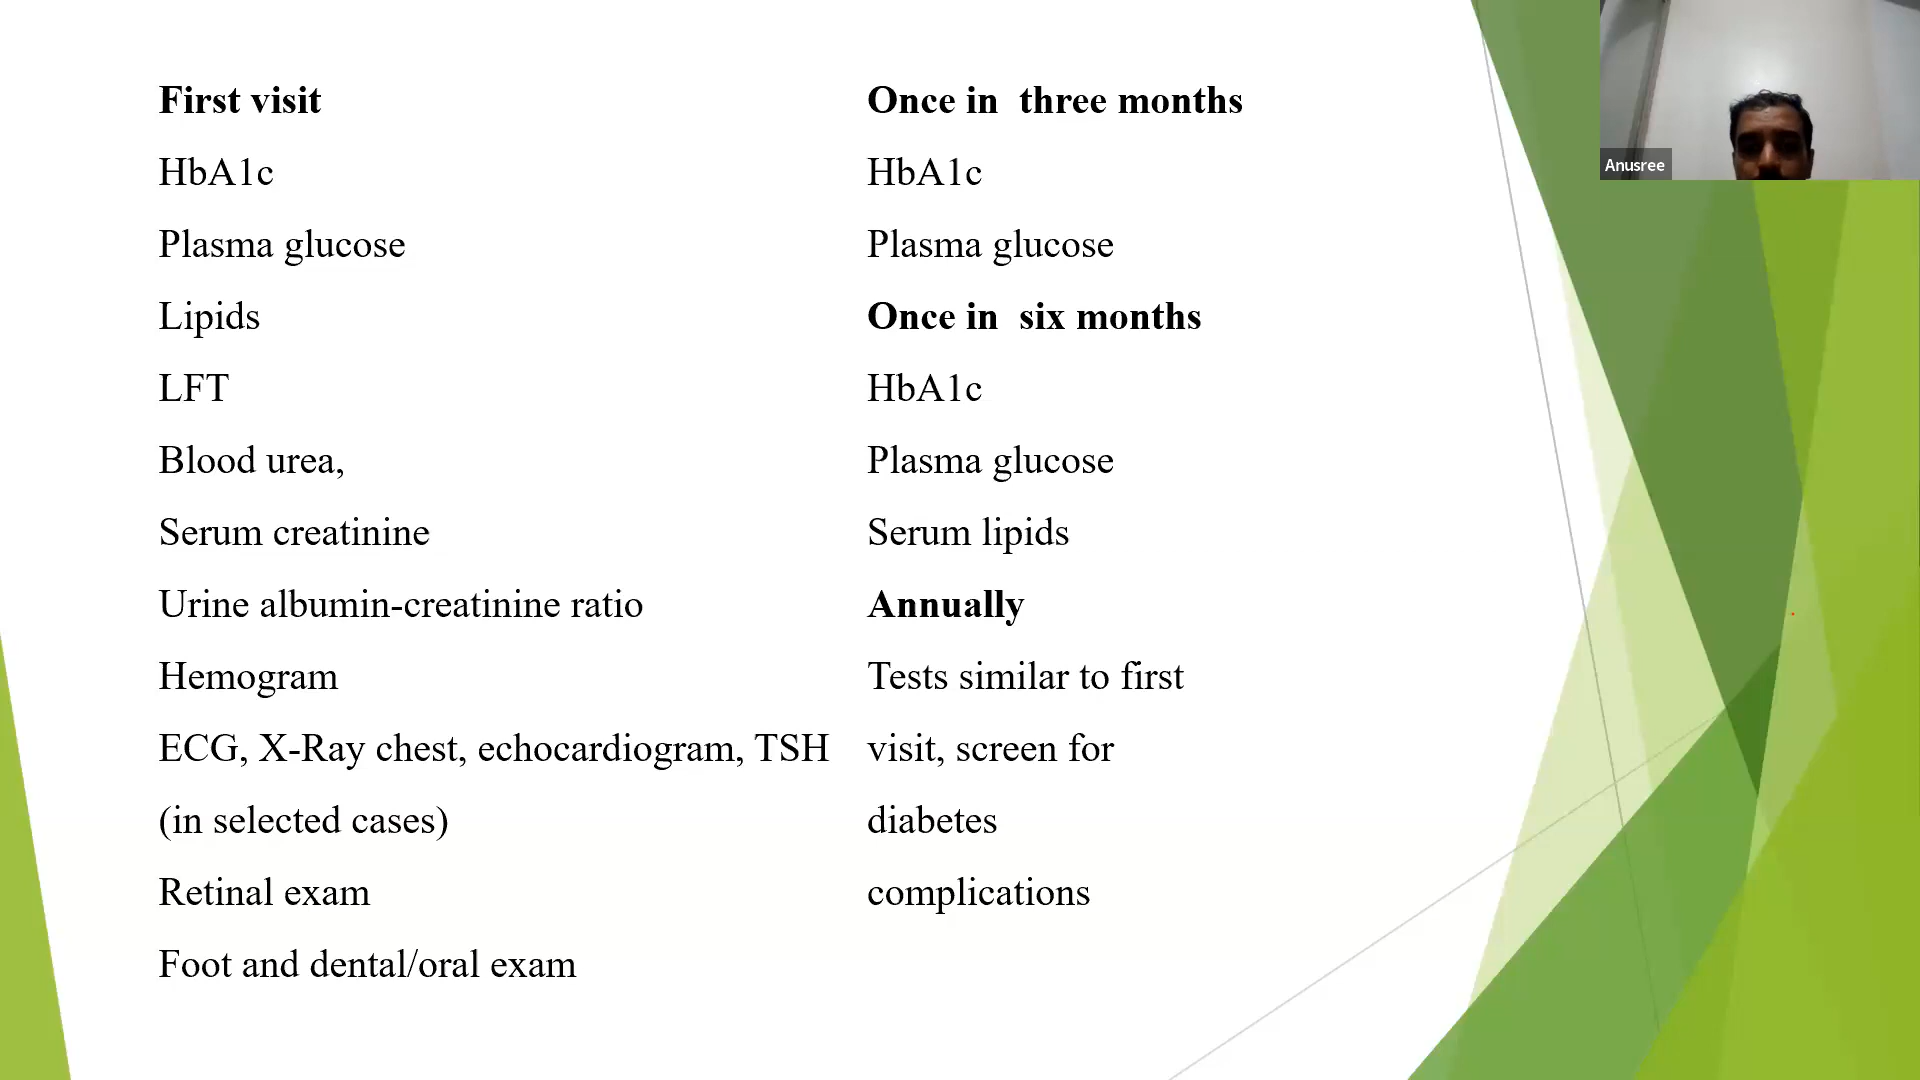 First visit
HbA1c
Plasma glucose
Lipids
LFT
Blood urea,
Serum creatinine
Urine albumin-creatinine ratio
Hemogram
ECG, X-Ray chest, echocardiogram, TSH
(in selected cases)
Retinal exam
Foot and dental/oral exam
Once in  three months
HbA1c
Plasma glucose
Once in  six months
HbA1c
Plasma glucose
Serum lipids
Annually
Tests similar to first
visit, screen for
diabetes
complications
Anusree